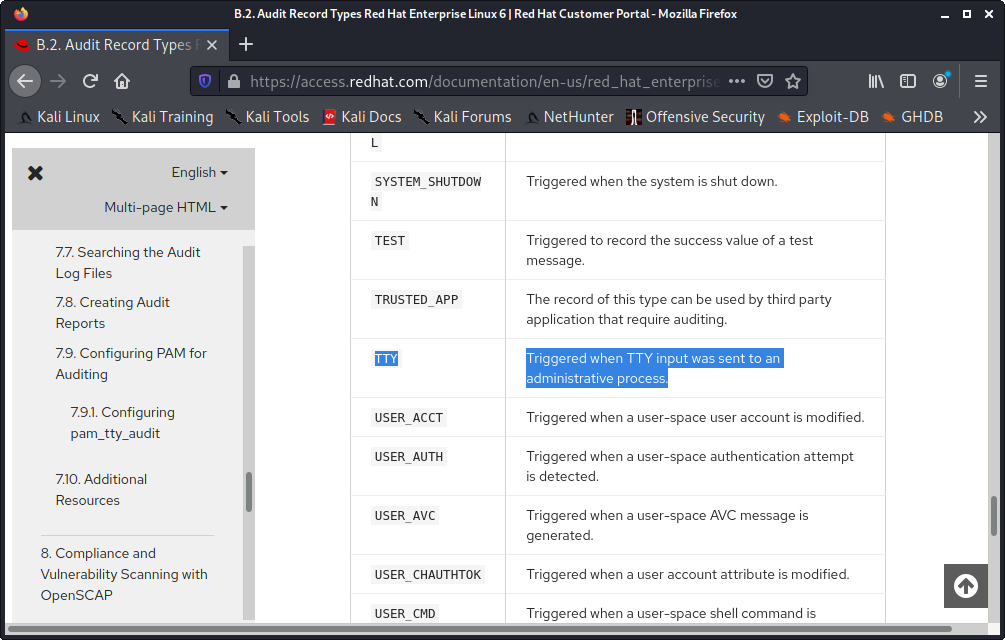 B.2. Audit Record Types Red Hat Enterprise Linux 6 | Red Hat Customer Portal - Mozilla Firefox
B.2. Audit Record Types
https://access.redhat.com/documentation/en-us/red_hat_enterprise
Kali Linux Kali Training Kali Tools Kali Docs Kali Forums NetHunter Offensive Security Exploit-DB GHDB
English
Multi-page HTML
7.7. Searching the Audit
Log Files
7.8. Creating Audit
Reports
7.9. Configuring PAM for
Auditing
7.9.1. Configuring
pam_tty_audit
7.10. Additional
Resources
8. Compliance and
Vulnerability Scanning with
OpenSCAP
L
SYSTEM_SHUTDOW
N
Triggered when the system is shut down.
TEST
Triggered to record the success value of a test
message.
TRUSTED_APP
The record of this type can be used by third party
application that require auditing.
TTY
Triggered when TTY input was sent to an
administrative process.
USER_ACCT
Triggered when a user-space user account is modified.
USER_AUTH
Triggered when a user-space authentication attempt
is detected.
USER_AVC
Triggered when a user-space AVC message is
generated.
USER_CHAUTHTOK
Triggered when a user account attribute is modified.
USER_CMD
Triggered when a user-space shell command is